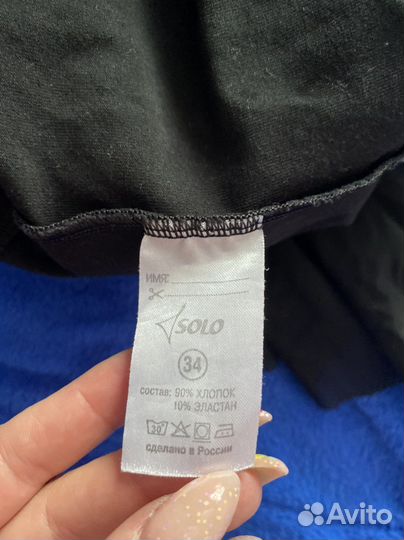 ИМЯ:
SOLO
34
состав: 90% ХЛОПОК
10% ЭЛАСТАН
30
сделано в России
Avito